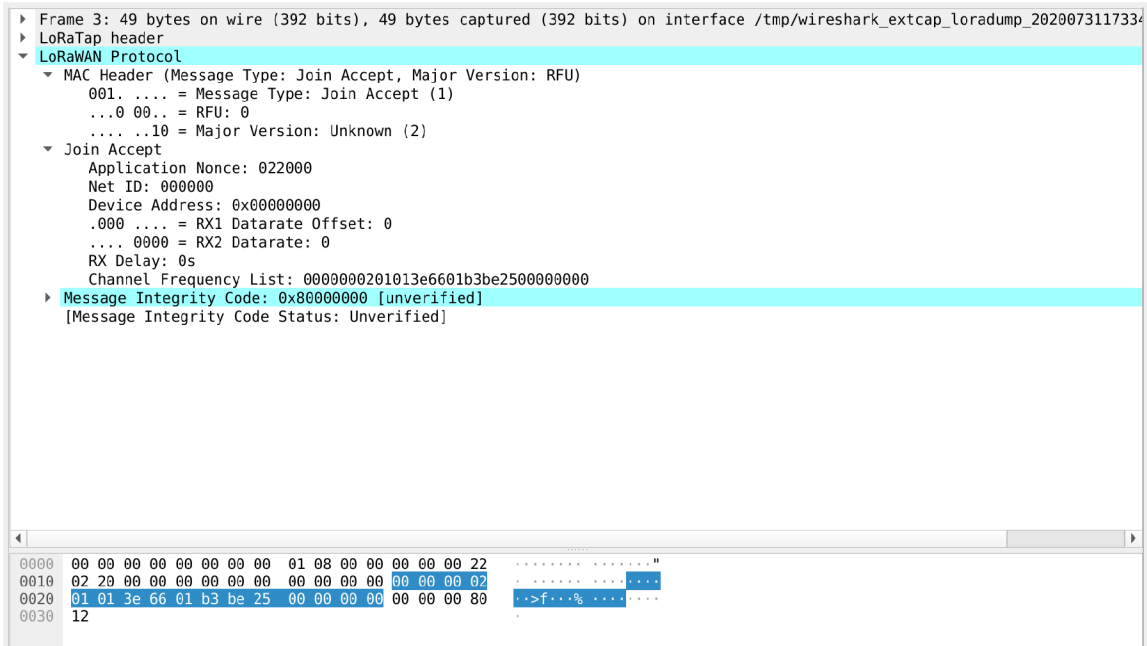 Frame 3: 49 bytes on wire (392 bits), 49 bytes captured (392 bits) on interface /tmp/wireshark_extcap_loradump_2020073117334
LoRaTap header
LoRaWAN Protocol
MAC Header (Message Type: Join Accept, Major Version: RFU)
001. .... = Message Type: Join Accept (1)
...0 00.. = RFU: 0
.... ..10 = Major Version: Unknown (2)
Join Accept
Application Nonce: 022000
Net ID: 000000
Device Address: 0x00000000
.000 .... = RX1 Datarate Offset: 0
.... 0000 = RX2 Datarate: 0
RX Delay: 0s
Channel Frequency List: 0000000201013e6601b3be2500000000
Message Integrity Code: 0x80000000 [unverified]
[Message Integrity Code Status: Unverified]
0000 00 00 00 00 00 00 00 00 01 08 00 00 00 00 00 22 ········ ·······"
0010 02 20 00 00 00 00 00 00 00 00 00 00 00 00 00 02 · ······ ········
0020 01 01 3e 66 01 b3 be 25 00 00 00 00 00 00 00 80 ··>f···% ········
0030 12 ·